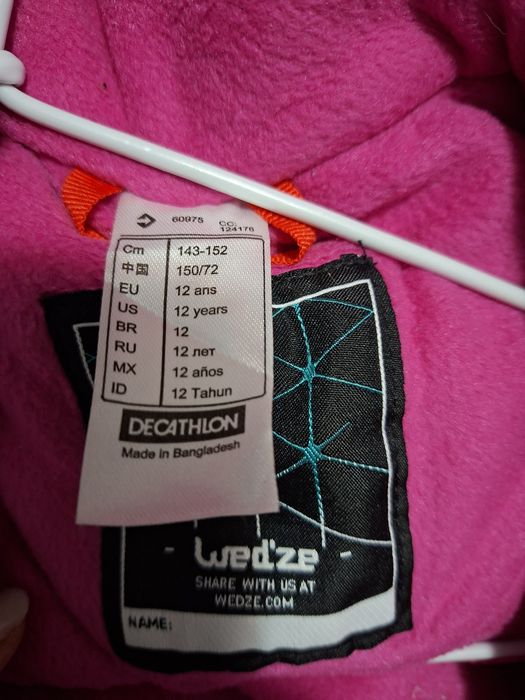 60975 CC: 124176
Cm 143-152
中国 150/72
EU 12 ans
US 12 years
BR 12
RU 12 лет
MX 12 años
ID 12 Tahun
DECATHLON
Made in Bangladesh
- Wed'ze -
SHARE WITH US AT
WEDZE.COM
NAME: